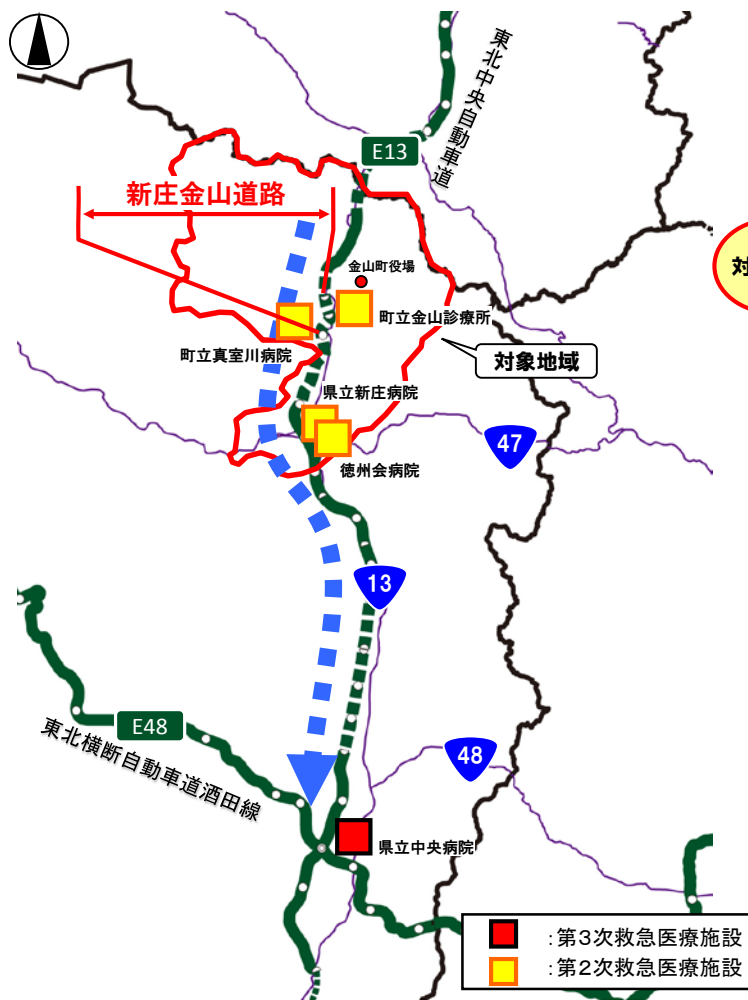 東北中央自動車道
E13
新庄金山道路
金山町役場
対
町立金山診療所
町立真室川病院
対象地域
県立新庄病院
47
徳州会病院
13
E48
東北横断自動車道酒田線
48
県立中央病院
:第3次救急医療施設
:第2次救急医療施設